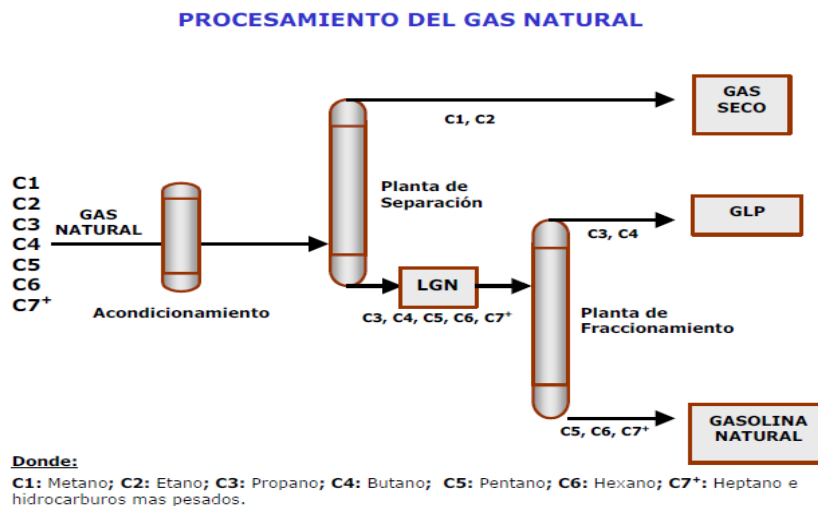 PROCESAMIENTO DEL GAS NATURAL
GAS
SECO
C1, C2
C1
C2
C3
C4
C5
C6
C7+
GAS
NATURAL
Acondicionamiento
Planta de
Separación
GLP
C3, C4
LGN
C3, C4, C5, C6, C7+
Planta de
Fraccionamiento
GASOLINA
NATURAL
C5, C6, C7+
Donde:
C1: Metano; C2: Etano; C3: Propano; C4: Butano; C5: Pentano; C6: Hexano; C7+: Heptano e
hidrocarburos mas pesados.